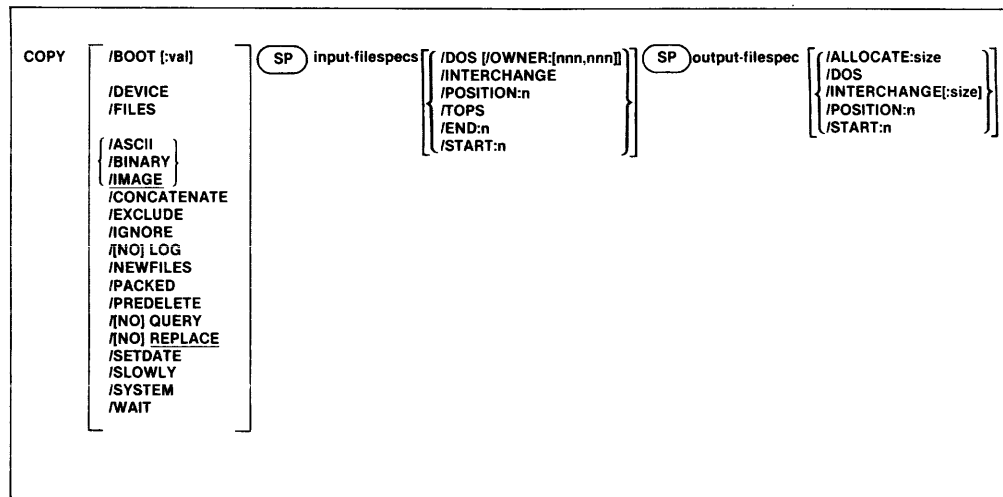 COPY /BOOT [:val] SP input-filespecs /DOS [/OWNER:[nnn,nnn]] SP output-filespec /ALLOCATE:size
/INTERCHANGE /DOS
/DEVICE /POSITION:n /INTERCHANGE[:size]
/FILES /TOPS /POSITION:n
/END:n /START:n
/ASCII /START:n
/BINARY
/IMAGE
/CONCATENATE
/EXCLUDE
/IGNORE
/[NO] LOG
/NEWFILES
/PACKED
/PREDELETE
/[NO] QUERY
/[NO] REPLACE
/SETDATE
/SLOWLY
/SYSTEM
/WAIT